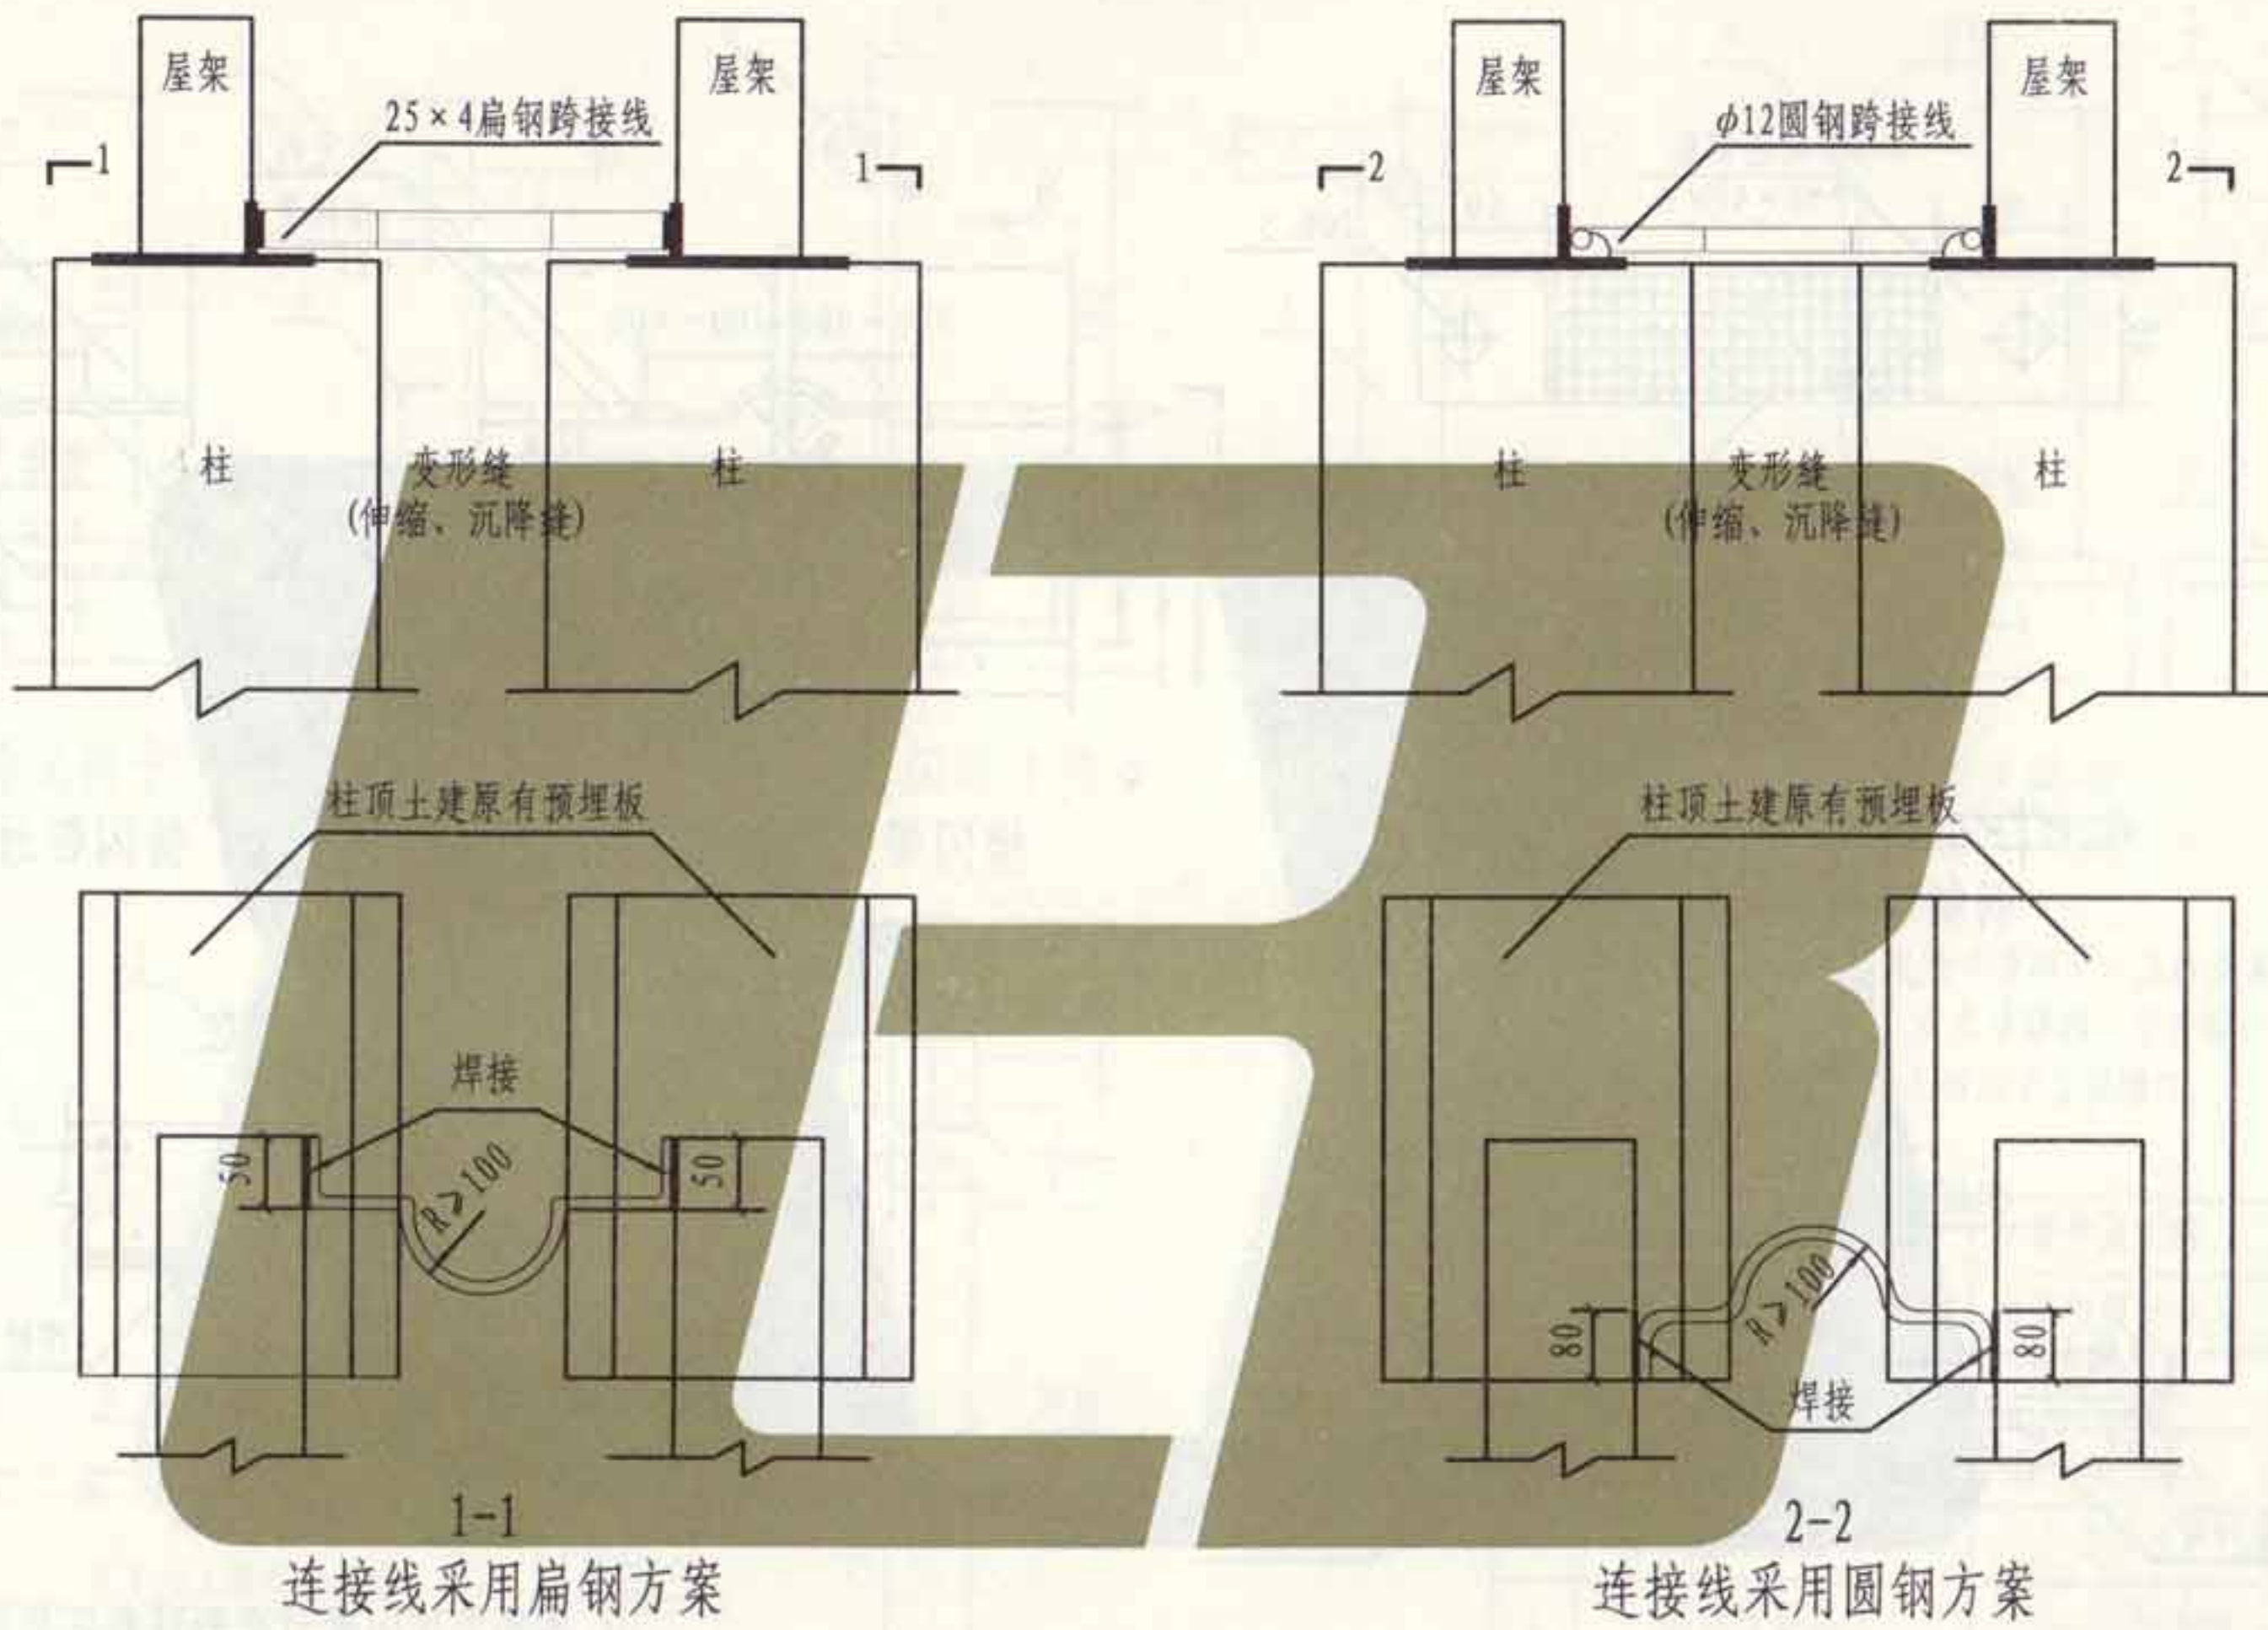 屋架
屋架
25×4扁钢跨接线
1
1
柱
变形缝
(伸缩、沉降缝)
柱
柱顶土建原有预埋板
焊接
50
R≥100
50
1-1
连接线采用扁钢方案
屋架
屋架
φ12圆钢跨接线
2
2
柱
变形缝
(伸缩、沉降缝)
柱
柱顶土建原有预埋板
80
R≥100
80
焊接
2-2
连接线采用圆钢方案